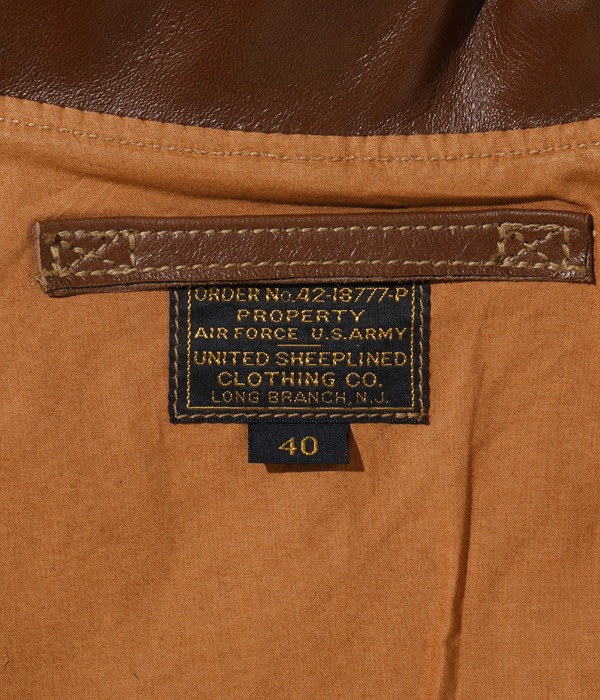 ORDER No.42-18777-P
PROPERTY
AIR FORCE U.S.ARMY
UNITED SHEEPLINED
CLOTHING CO.
LONG BRANCH, N.J.
40